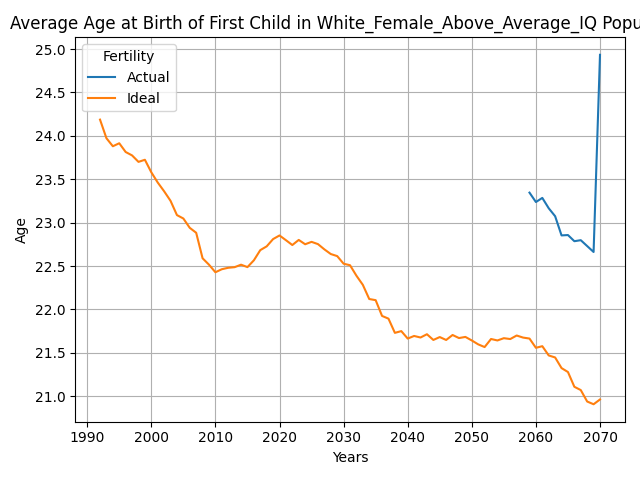 Average Age at Birth of First Child in White_Female_Above_Average_IQ Popu
Fertility
Actual
Ideal
25.0
24.5
24.0
23.5
23.0
22.5
22.0
21.5
21.0
Age
1990 2000 2010 2020 2030 2040 2050 2060 2070
Years